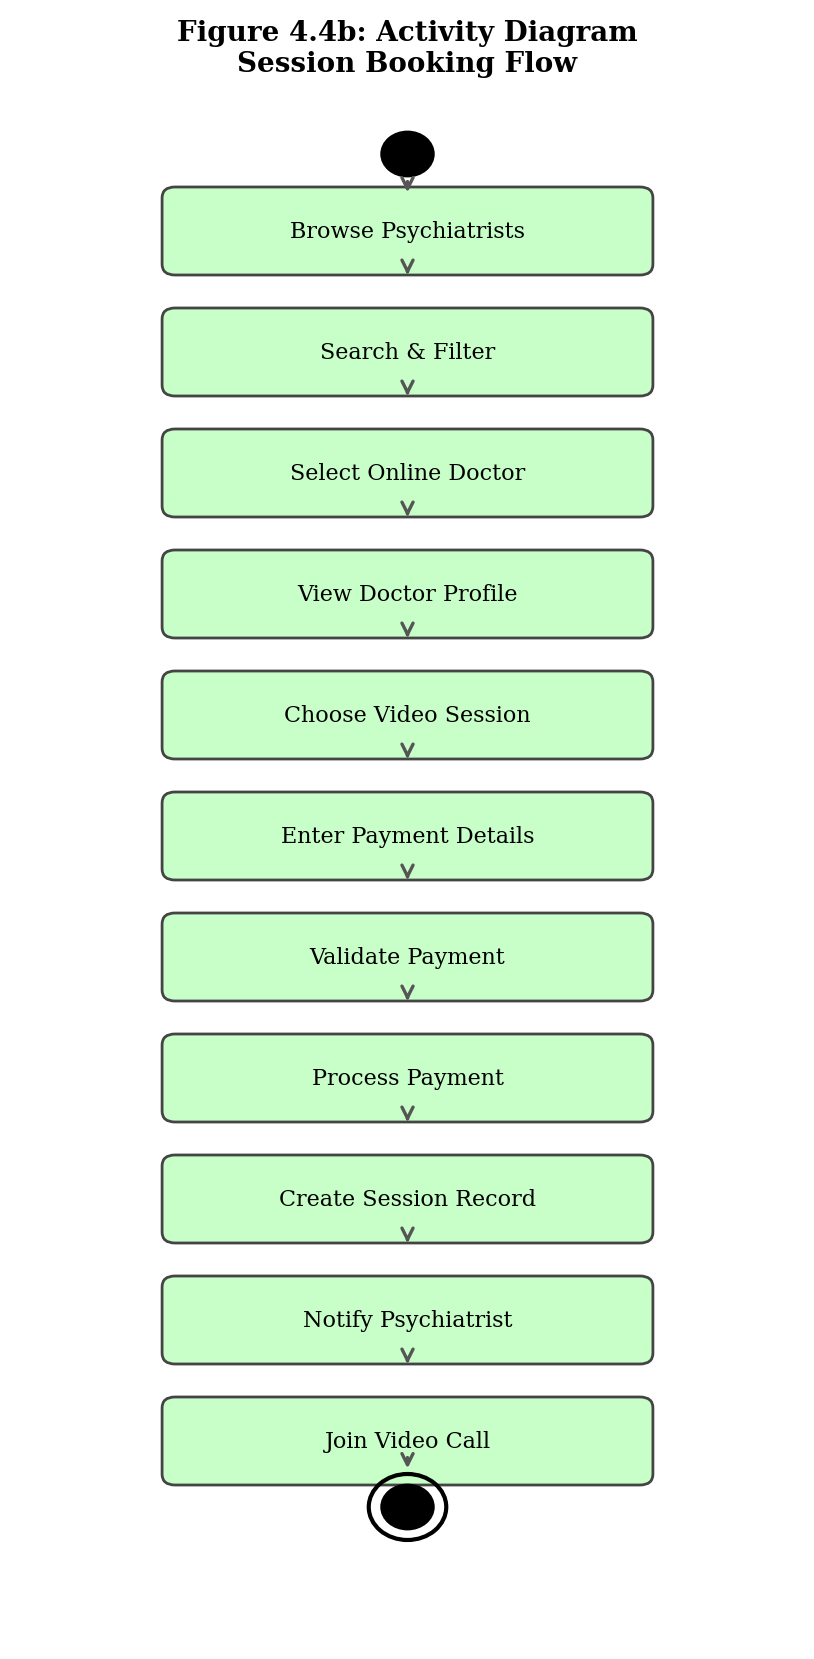 Figure 4.4b: Activity Diagram
Session Booking Flow
Browse Psychiatrists
Search & Filter
Select Online Doctor
View Doctor Profile
Choose Video Session
Enter Payment Details
Validate Payment
Process Payment
Create Session Record
Notify Psychiatrist
Join Video Call